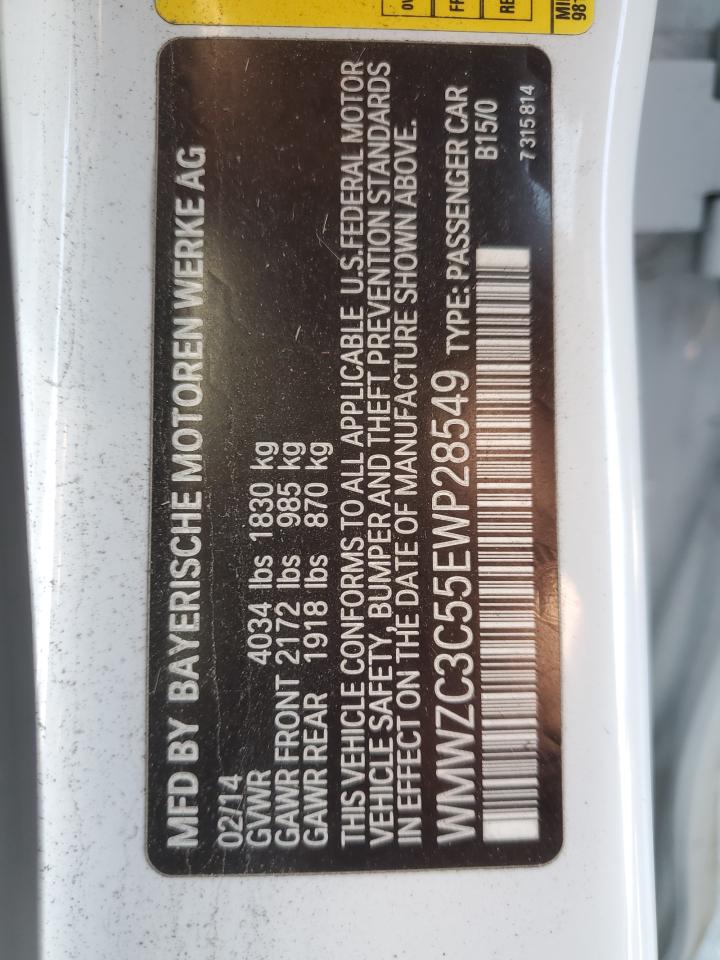 MFD BY BAYERISCHE MOTOREN WERKE AG
02/14
GVWR 4034 lbs 1830 kg
GAWR FRONT 2172 lbs 985 kg
GAWR REAR 1918 lbs 870 kg
THIS VEHICLE CONFORMS TO ALL APPLICABLE U.S.FEDERAL MOTOR
VEHICLE SAFETY, BUMPER AND THEFT PREVENTION STANDARDS
IN EFFECT ON THE DATE OF MANUFACTURE SHOWN ABOVE.
WMWZC3C55EWP28549 TYPE: PASSENGER CAR
B15/0
7 315 814